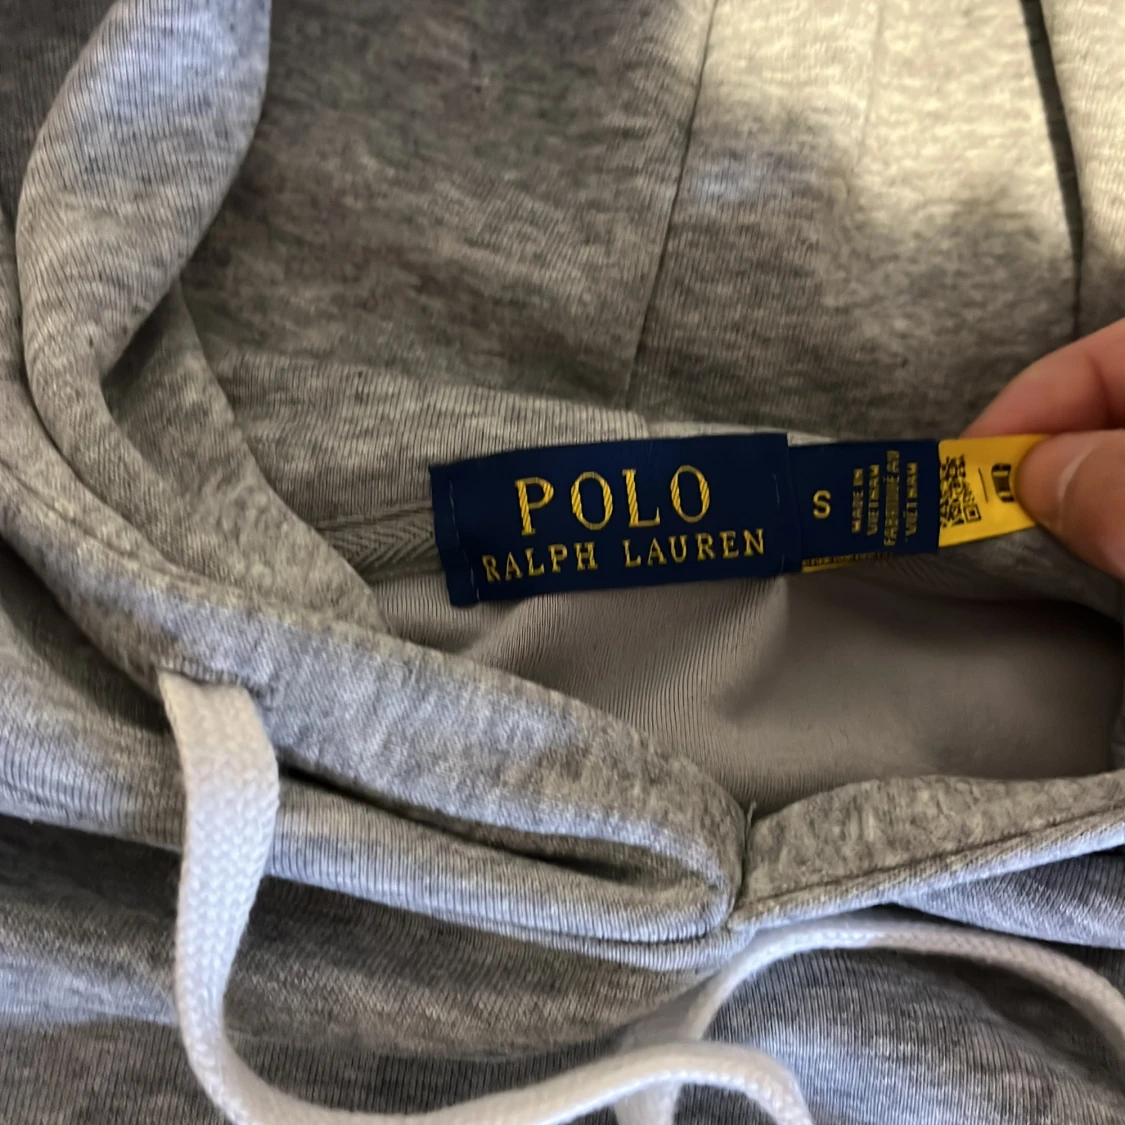 POLO
RALPH LAUREN
S
MADE IN
VIETNAM
FABRIQUÉ AU
VIETNAM